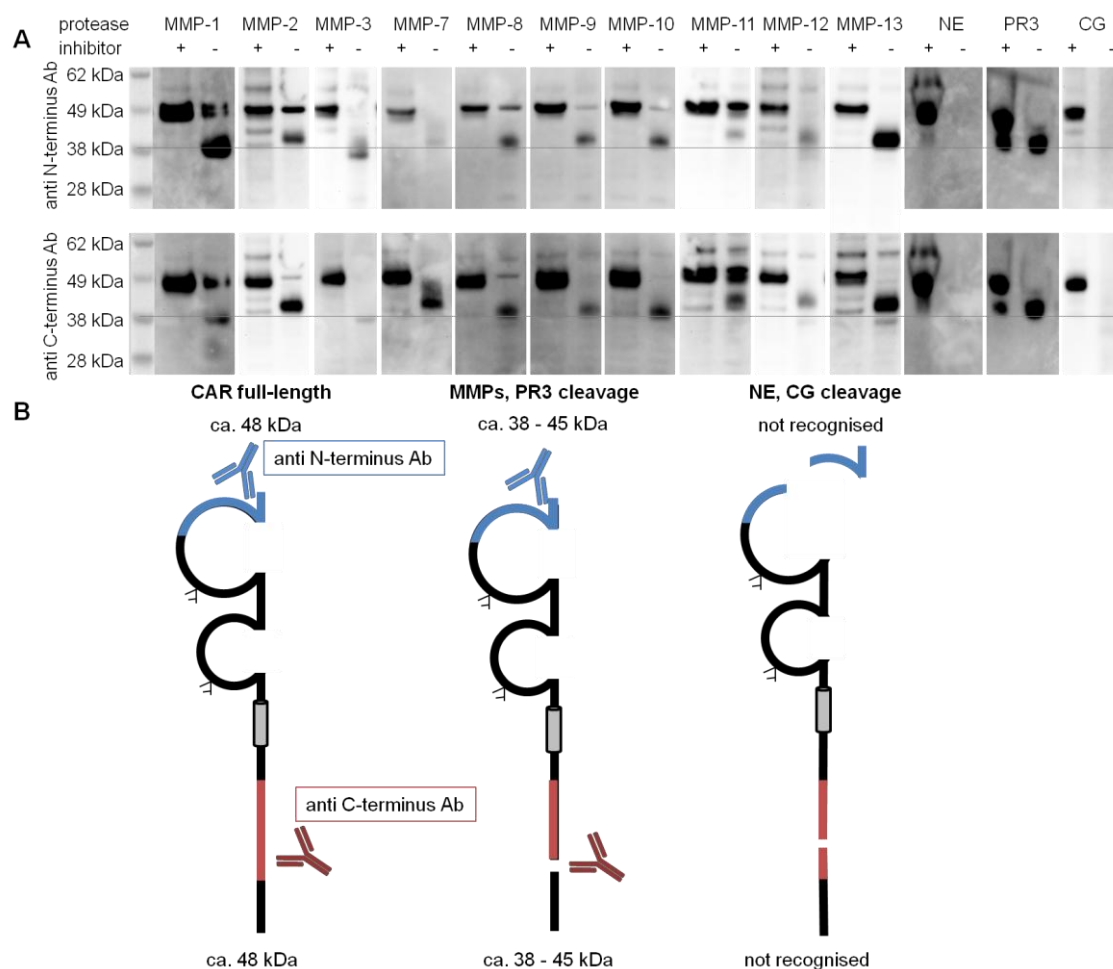 A
protease MMP-1 MMP-2 MMP-3 MMP-7 MMP-8 MMP-9 MMP-10 MMP-11 MMP-12 MMP-13 NE PR3 CG
inhibitor + - + - + - + - + - + - + - + - + - + - + - + - + -
anti N-terminus Ab
62 kDa
49 kDa
38 kDa
28 kDa
anti C-terminus Ab
62 kDa
49 kDa
38 kDa
28 kDa
B
CAR full-length MMPs, PR3 cleavage NE, CG cleavage
ca. 48 kDa ca. 38 - 45 kDa not recognised
anti N-terminus Ab
anti C-terminus Ab
ca. 48 kDa ca. 38 - 45 kDa not recognised